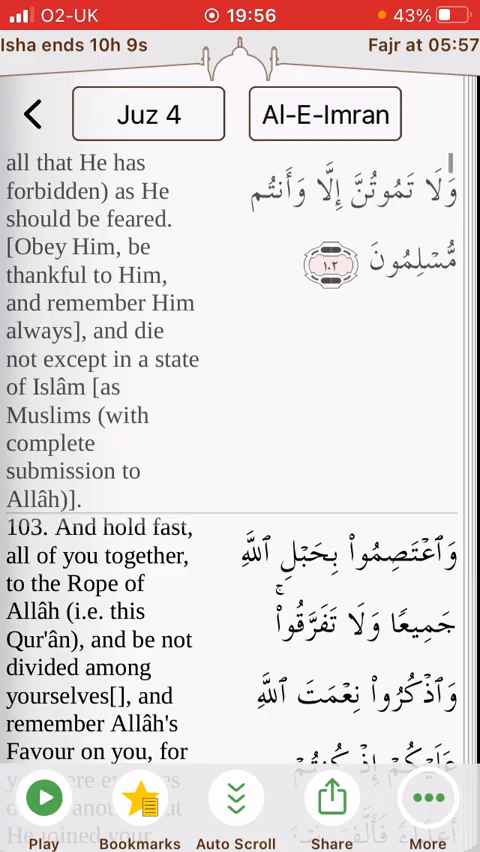 O2-UK 19:56 43%
Isha ends 10h 9s Fajr at 05:57
Juz 4 Al-E-Imran
all that He has
forbidden) as He
should be feared.
[Obey Him, be
thankful to Him,
and remember Him
always], and die
not except in a state
of Islâm [as
Muslims (with
complete
submission to
Allâh)].
وَلَا تَمُوتُنَّ إِلَّا وَأَنتُم
مُّسْلِمُونَ ١٠٢
103. And hold fast,
all of you together,
to the Rope of
Allâh (i.e. this
Qur'ân), and be not
divided among
yourselves[], and
remember Allâh's
Favour on you, for
وَٱعْتَصِمُوا۟ بِحَبْلِ ٱللَّهِ
جَمِيعًا وَلَا تَفَرَّقُوا۟ ۚ
وَٱذْكُرُوا۟ نِعْمَتَ ٱللَّهِ
عَلَيْكُمْ إِذْ كُنتُمْ
Play Bookmarks Auto Scroll Share More